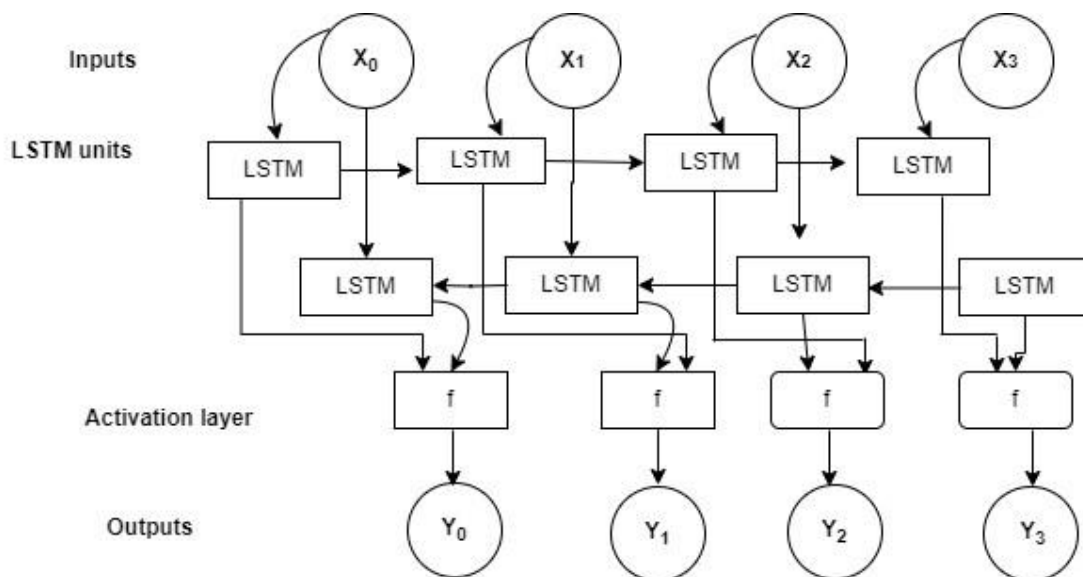 Inputs
X0
X1
X2
X3
LSTM units
LSTM
LSTM
LSTM
LSTM
LSTM
LSTM
LSTM
LSTM
Activation layer
f
f
f
f
Outputs
Y0
Y1
Y2
Y3